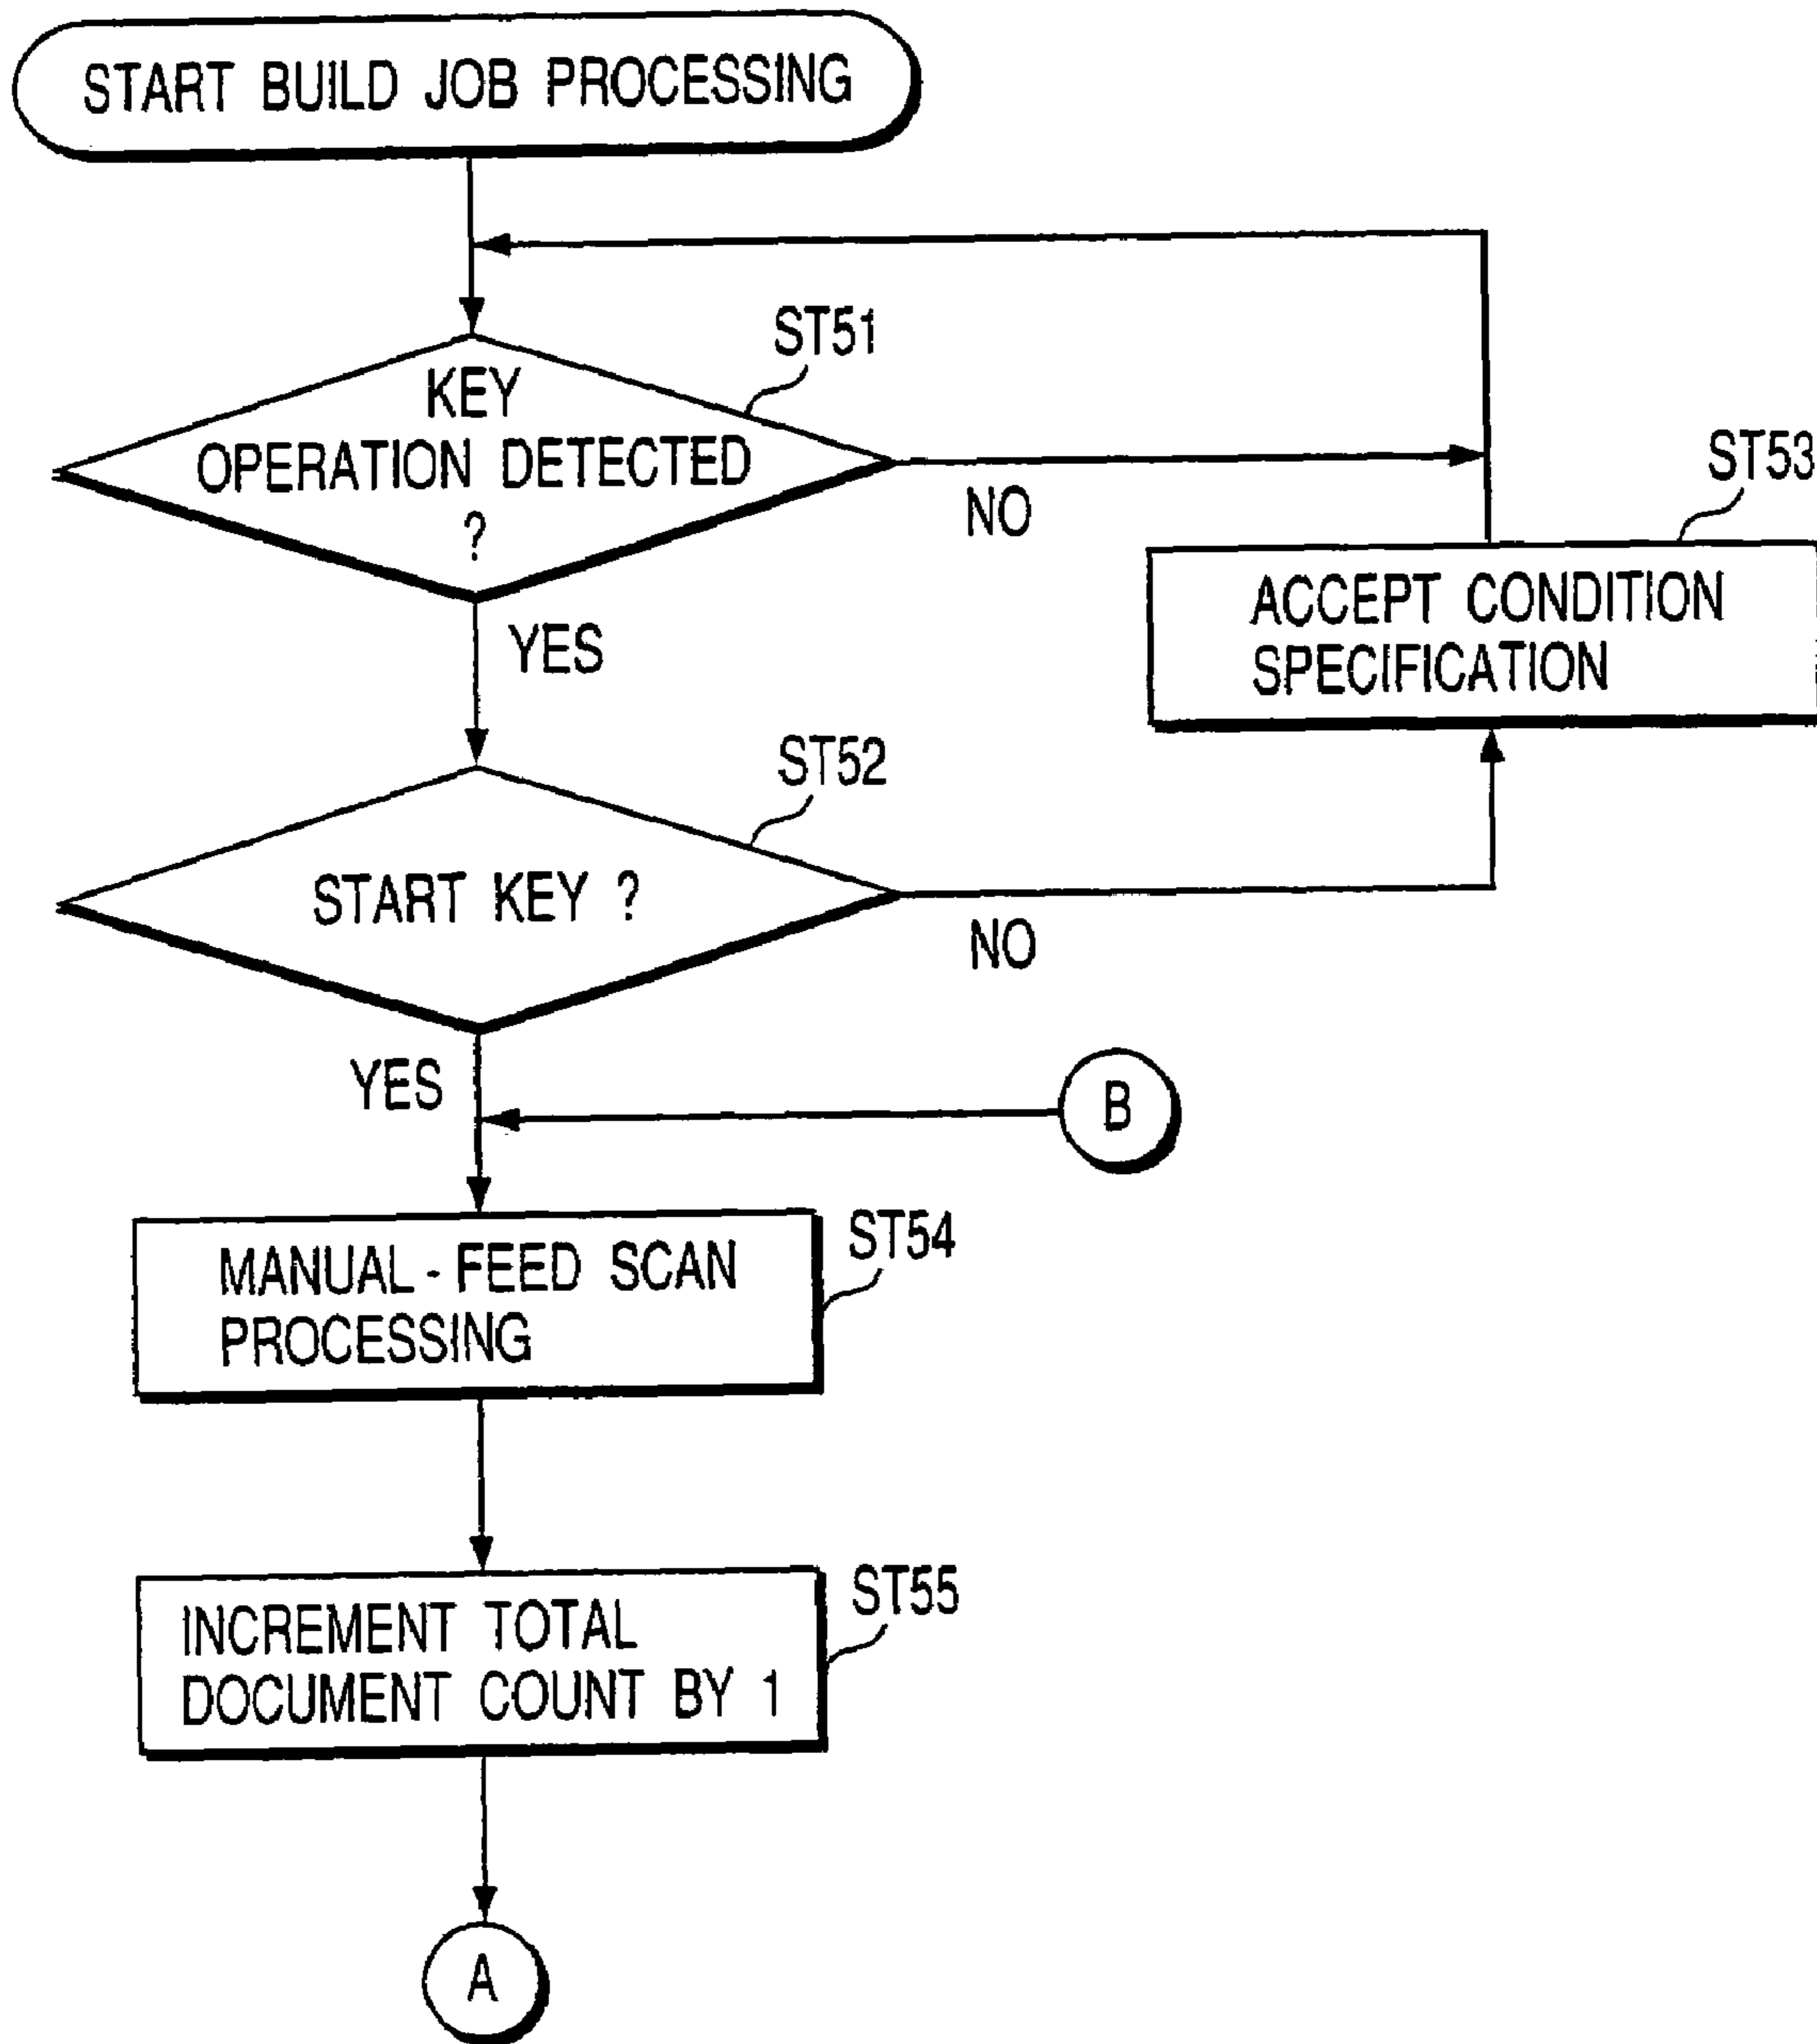 START BUILD JOB PROCESSING
ST51
KEY
OPERATION DETECTED
?
NO
ST53
ACCEPT CONDITION
SPECIFICATION
YES
ST52
START KEY ?
NO
YES
B
ST54
MANUAL-FEED SCAN
PROCESSING
ST55
INCREMENT TOTAL
DOCUMENT COUNT BY 1
A